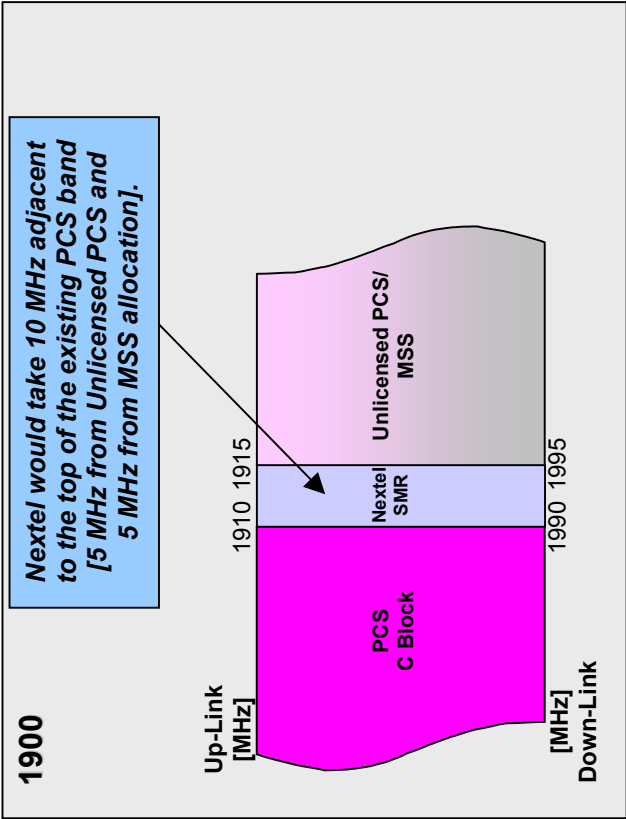 1900
Nextel would take 10 MHz adjacent
to the top of the existing PCS band
[5 MHz from Unlicensed PCS and
5 MHz from MSS allocation].
Up-Link
[MHz]
1910 1915
PCS
C Block
Nextel
SMR
Unlicensed PCS/
MSS
[MHz]
Down-Link
1990 1995